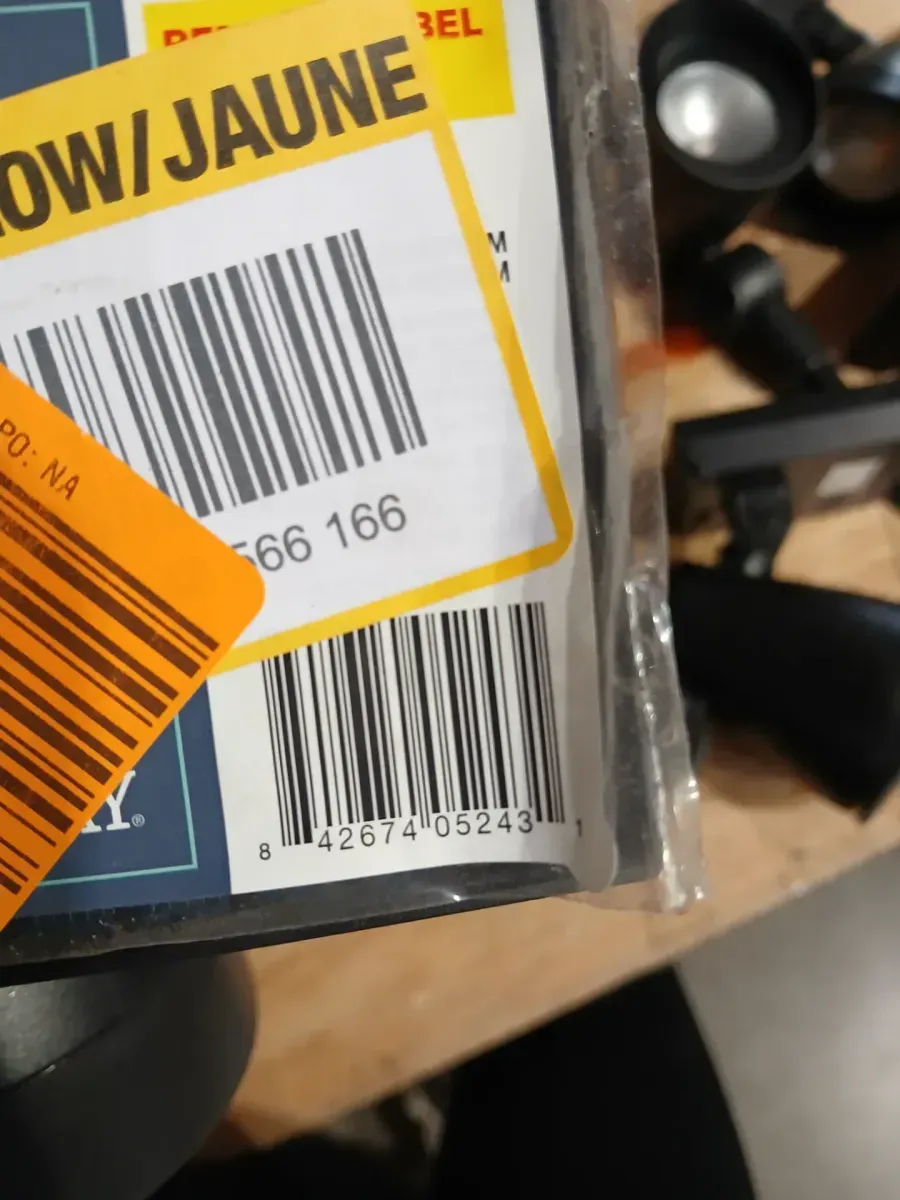 OW/JAUNE
M
M
PO: NA
566 166
®
8 42674 05243 1